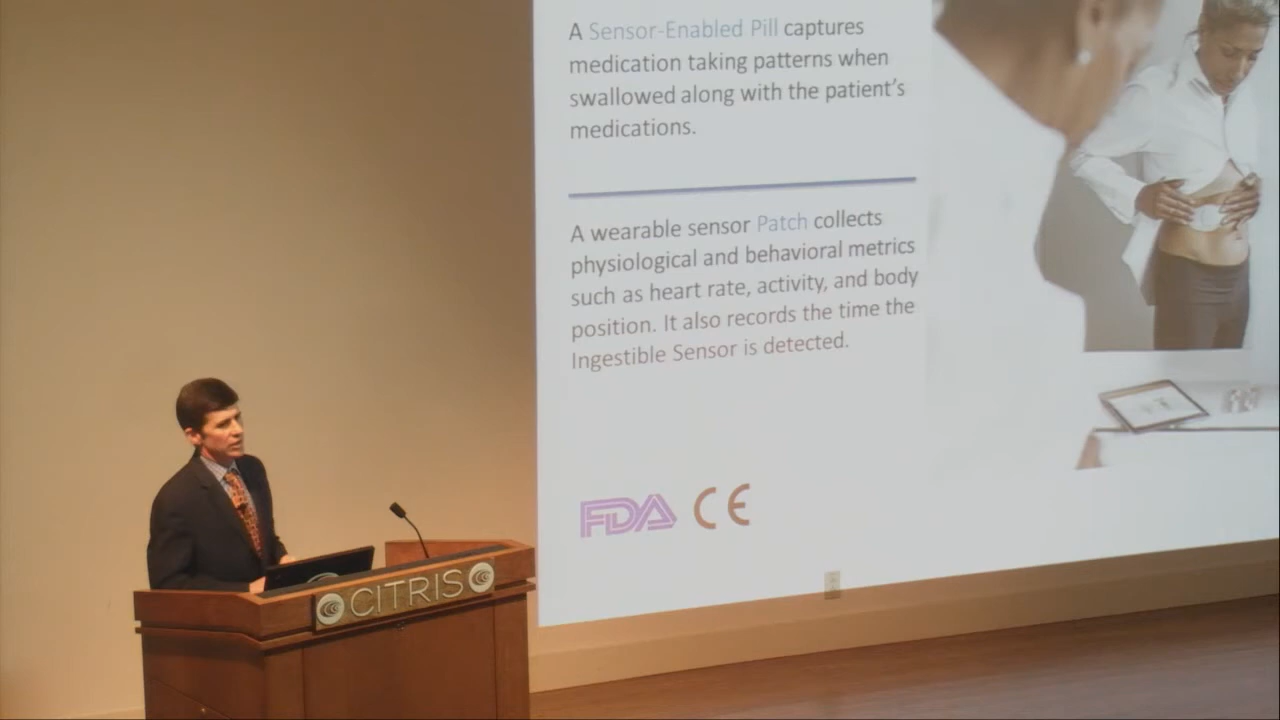 A Sensor-Enabled Pill captures
medication taking patterns when
swallowed along with the patient's
medications.
A wearable sensor Patch collects
physiological and behavioral metrics
such as heart rate, activity, and body
position. It also records the time the
Ingestible Sensor is detected.
FDA CE
CITRIS